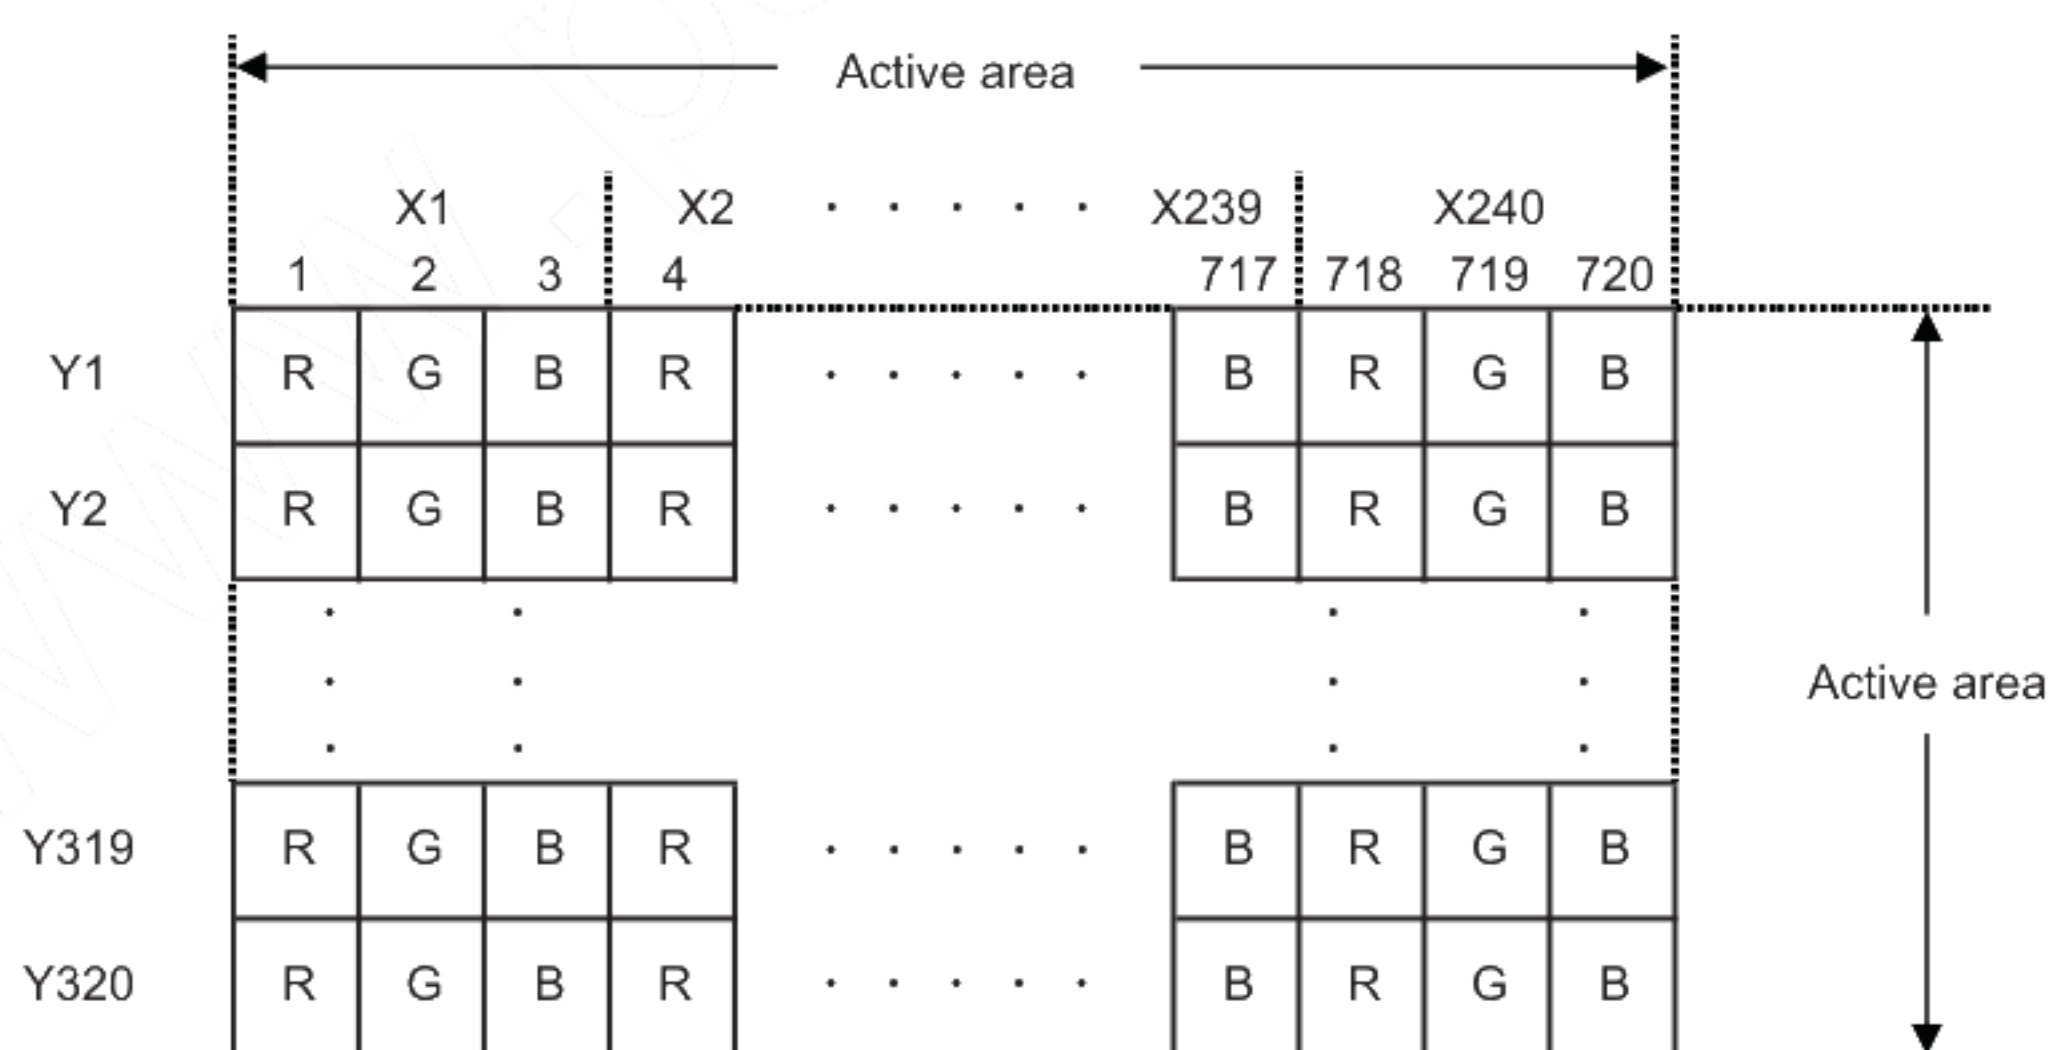 Active area
X1 X2 . . . . . X239 X240
1 2 3 4 717 718 719 720
Y1 R G B R . . . . . B R G B
Y2 R G B R . . . . . B R G B
Active area
Y319 R G B R . . . . . B R G B
Y320 R G B R . . . . . B R G B